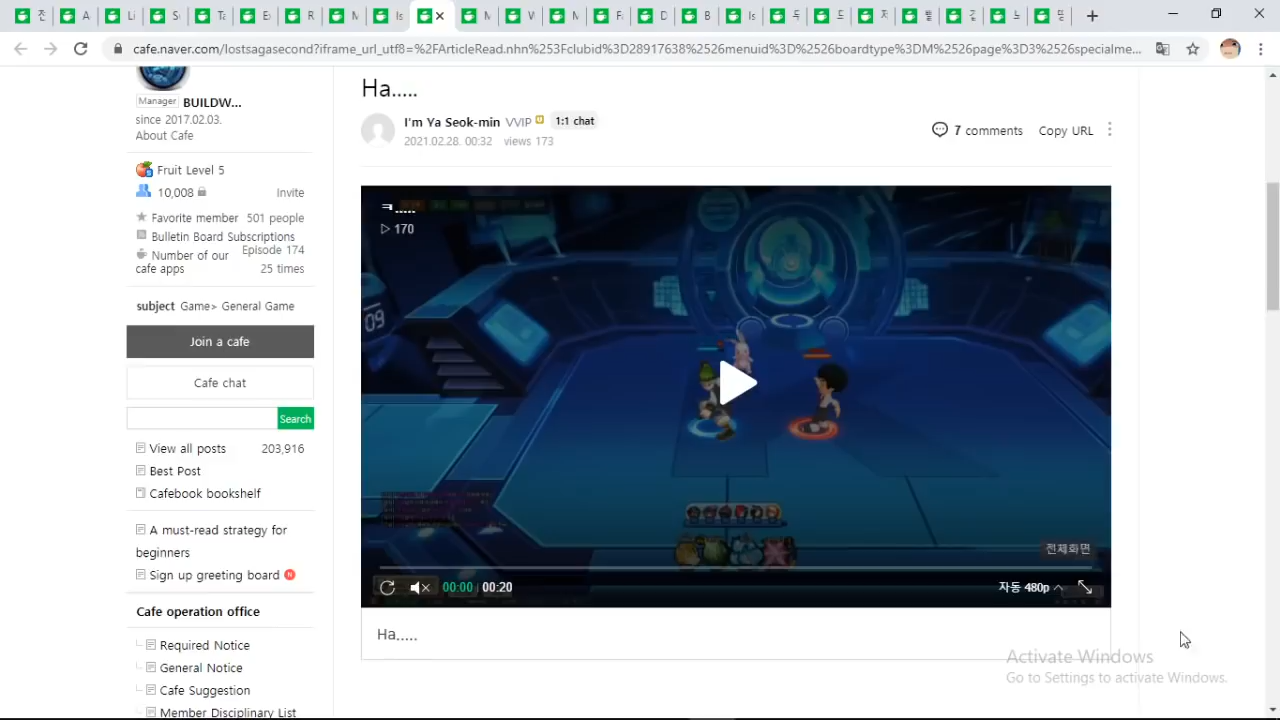 cafe.naver.com/lostsagasecond?iframe_url_utf8=%2FArticleRead.nhn%253Fclubid%3D28917638%2526menuid%3D%2526boardtype%3DM%2526page%3D3%2526specialme...
Manager BUILDW...
since 2017.02.03.
About Cafe
Fruit Level 5
10,008
Invite
Favorite member 501 people
Bulletin Board Subscriptions
Episode 174
Number of our
cafe apps 25 times
subject Game> General Game
Join a cafe
Cafe chat
Search
View all posts 203,916
Best Post
Cafebook bookshelf
A must-read strategy for
beginners
Sign up greeting board
Cafe operation office
Required Notice
General Notice
Cafe Suggestion
Member Disciplinary List
Ha.....
I'm Ya Seok-min VVIP 1:1 chat
2021.02.28. 00:32 views 173
7 comments Copy URL
ㅋ.....
170
09
전체화면
00:00 00:20
자동 480p
Ha.....
Activate Windows
Go to Settings to activate Windows.